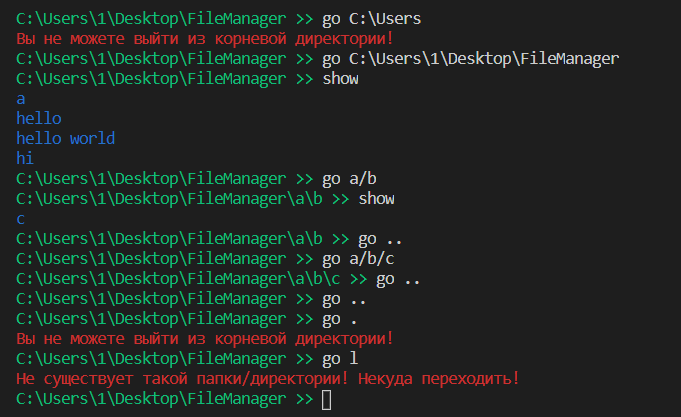 C:\Users\1\Desktop\FileManager >> go C:\Users
Вы не можете выйти из корневой директории!
C:\Users\1\Desktop\FileManager >> go C:\Users\1\Desktop\FileManager
C:\Users\1\Desktop\FileManager >> show
a
hello
hello world
hi
C:\Users\1\Desktop\FileManager >> go a/b
C:\Users\1\Desktop\FileManager\a\b >> show
c
C:\Users\1\Desktop\FileManager\a\b >> go ..
C:\Users\1\Desktop\FileManager >> go a/b/c
C:\Users\1\Desktop\FileManager\a\b\c >> go ..
C:\Users\1\Desktop\FileManager >> go ..
C:\Users\1\Desktop\FileManager >> go .
Вы не можете выйти из корневой директории!
C:\Users\1\Desktop\FileManager >> go l
Не существует такой папки/директории! Некуда переходить!
C:\Users\1\Desktop\FileManager >>